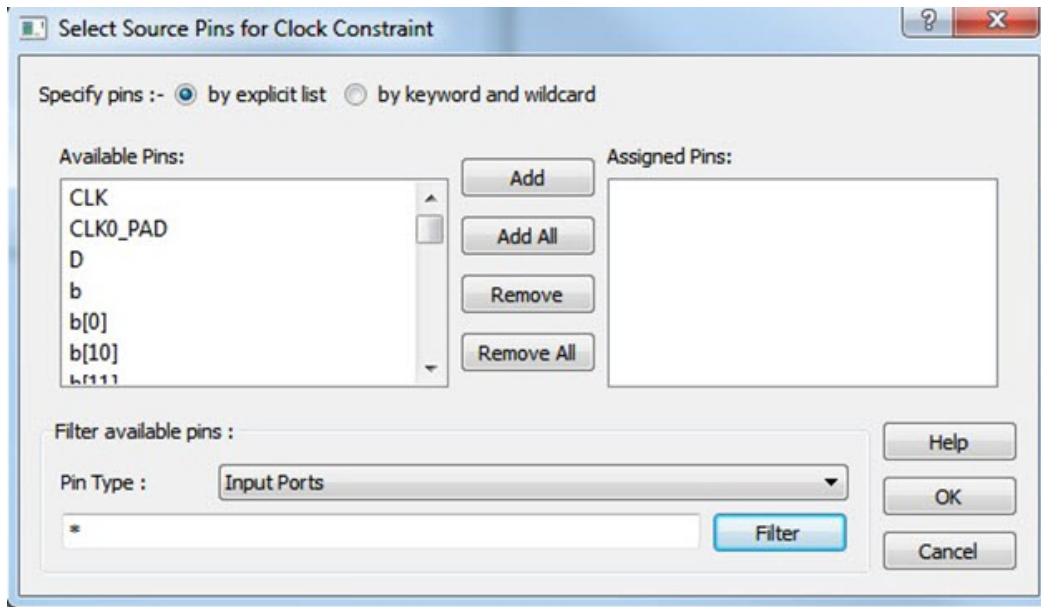 Select Source Pins for Clock Constraint
Specify pins :- by explicit list by keyword and wildcard
Available Pins:
CLK
CLK0_PAD
D
b
b[0]
b[10]
b[11]
Add
Add All
Remove
Remove All
Assigned Pins:
Filter available pins :
Pin Type : Input Ports
*
Filter
Help
OK
Cancel